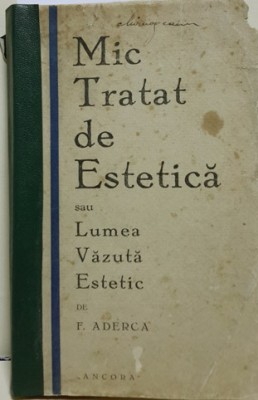 Mic
Tratat
de
Estetică
sau
Lumea
Văzută
Estetic
DE
F. ADERCA
"ANCORA"